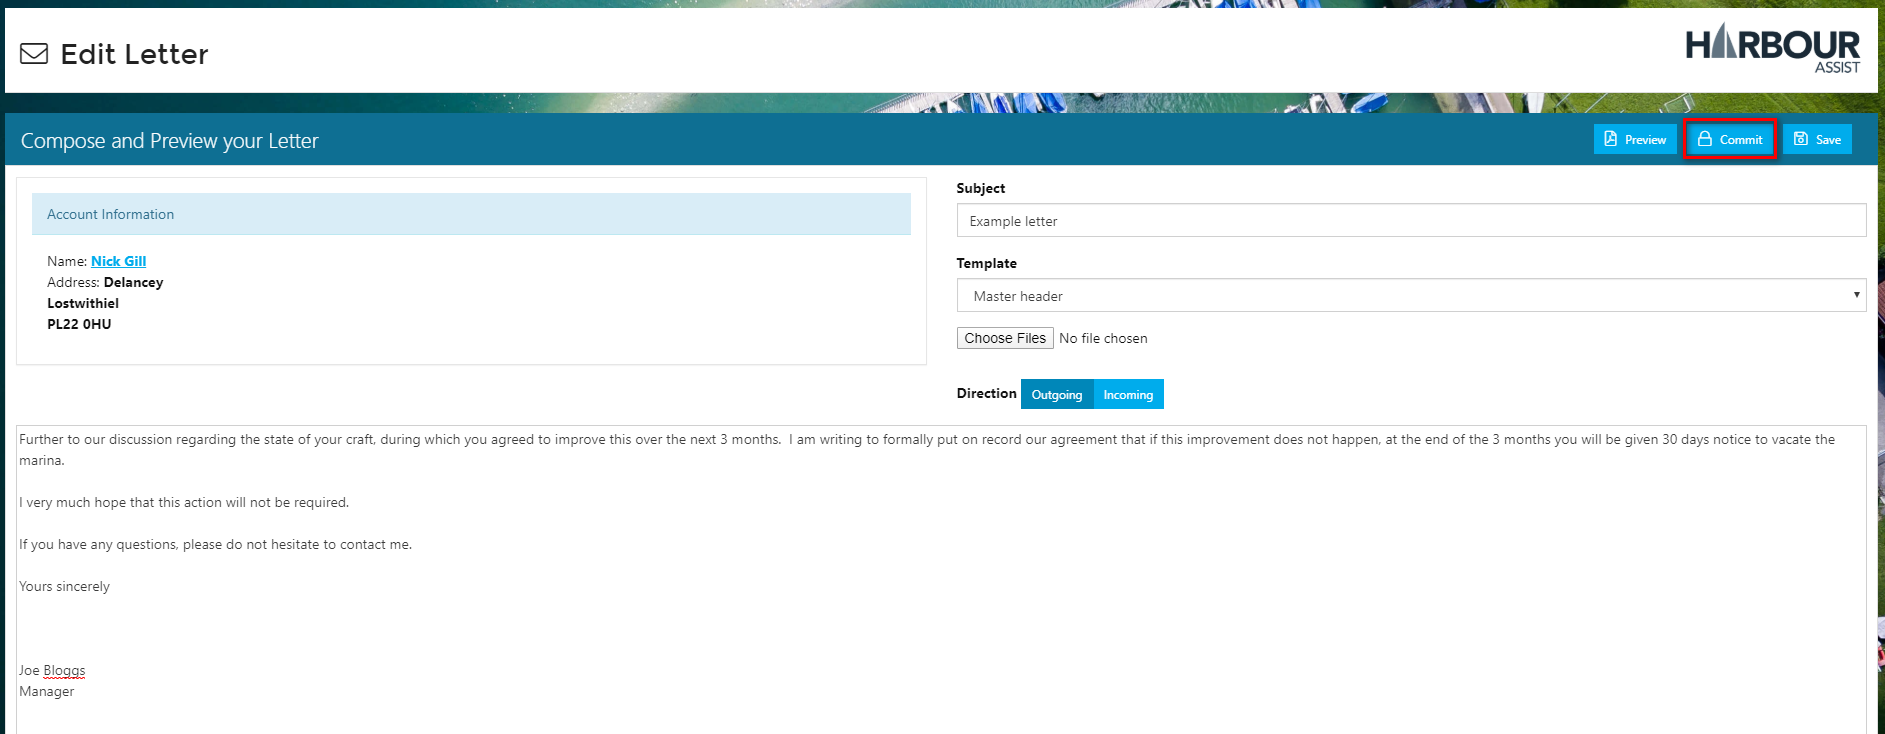 Edit Letter
HARBOUR
ASSIST
Compose and Preview your Letter
Preview
Commit
Save
Account Information
Name: Nick Gill
Address: Delancey
Lostwithiel
PL22 0HU
Subject
Example letter
Template
Master header
Choose Files No file chosen
Direction Outgoing Incoming
Further to our discussion regarding the state of your craft, during which you agreed to improve this over the next 3 months.  I am writing to formally put on record our agreement that if this improvement does not happen, at the end of the 3 months you will be given 30 days notice to vacate the
marina.
I very much hope that this action will not be required.
If you have any questions, please do not hesitate to contact me.
Yours sincerely
Joe Bloggs
Manager